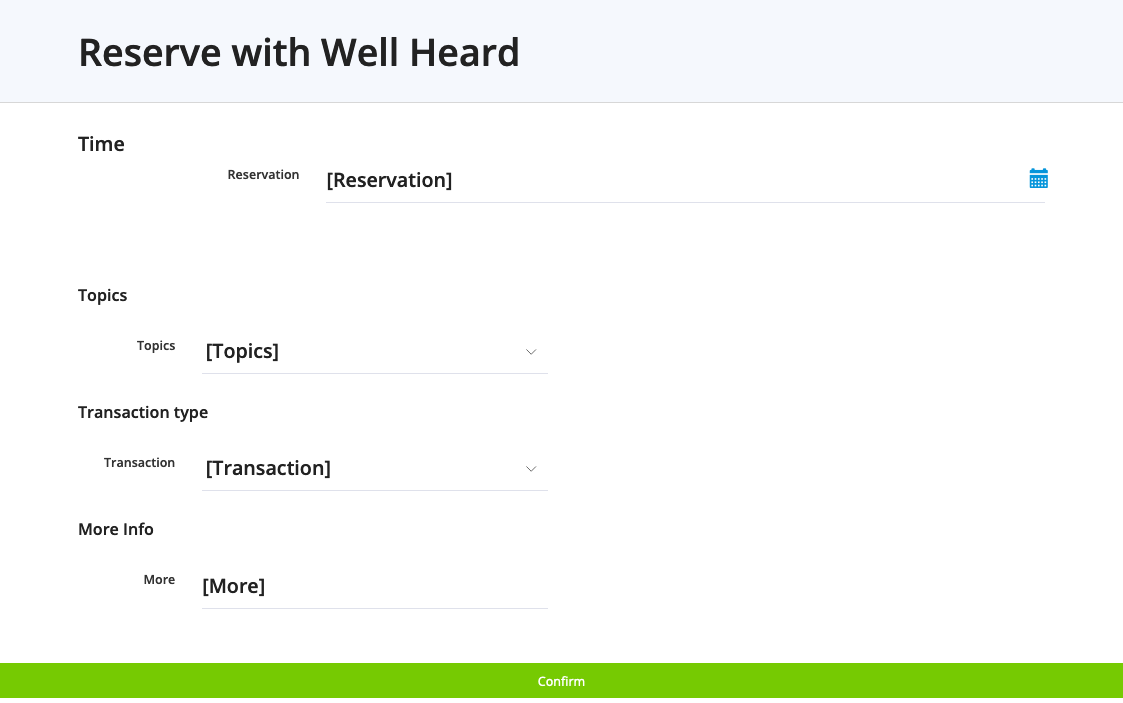 Reserve with Well Heard
Time
Reservation [Reservation]
Topics
Topics [Topics]
Transaction type
Transaction [Transaction]
More Info
More [More]
Confirm